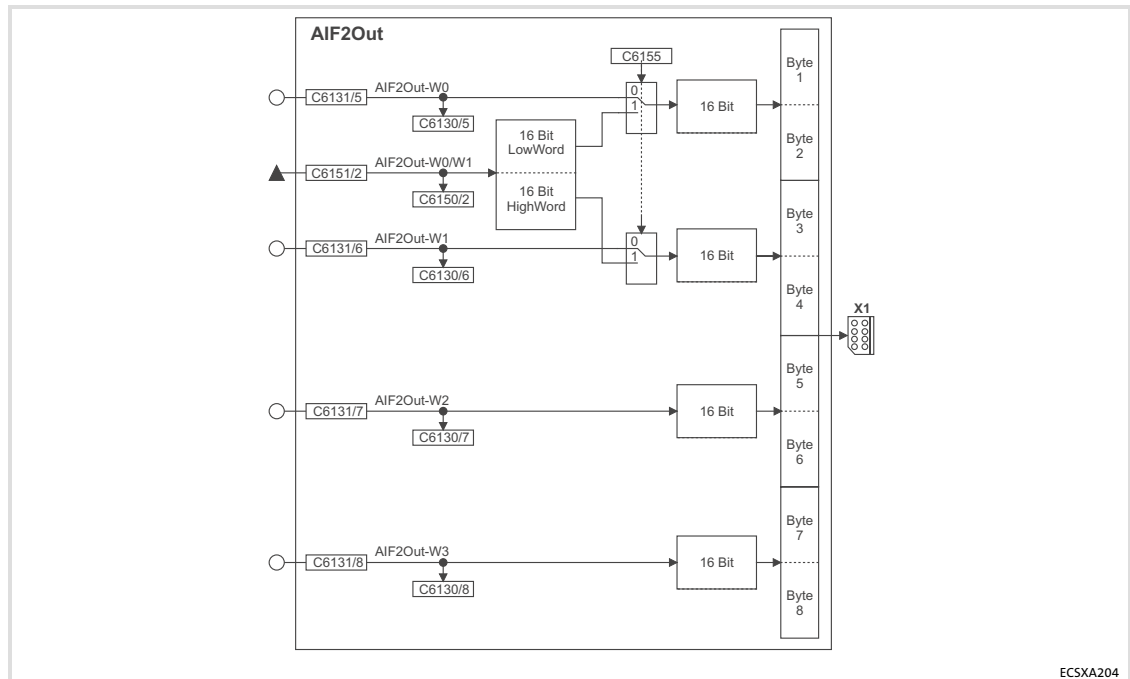 AIF2Out
C6155
Byte
1
C6131/5
AIF2Out-W0
0
1
16 Bit
C6130/5
Byte
2
16 Bit
LowWord
C6151/2
AIF2Out-W0/W1
C6150/2
16 Bit
HighWord
Byte
3
C6131/6
AIF2Out-W1
0
1
16 Bit
C6130/6
Byte
4
X1
Byte
5
C6131/7
AIF2Out-W2
16 Bit
C6130/7
Byte
6
Byte
7
C6131/8
AIF2Out-W3
16 Bit
C6130/8
Byte
8
ECSXA204